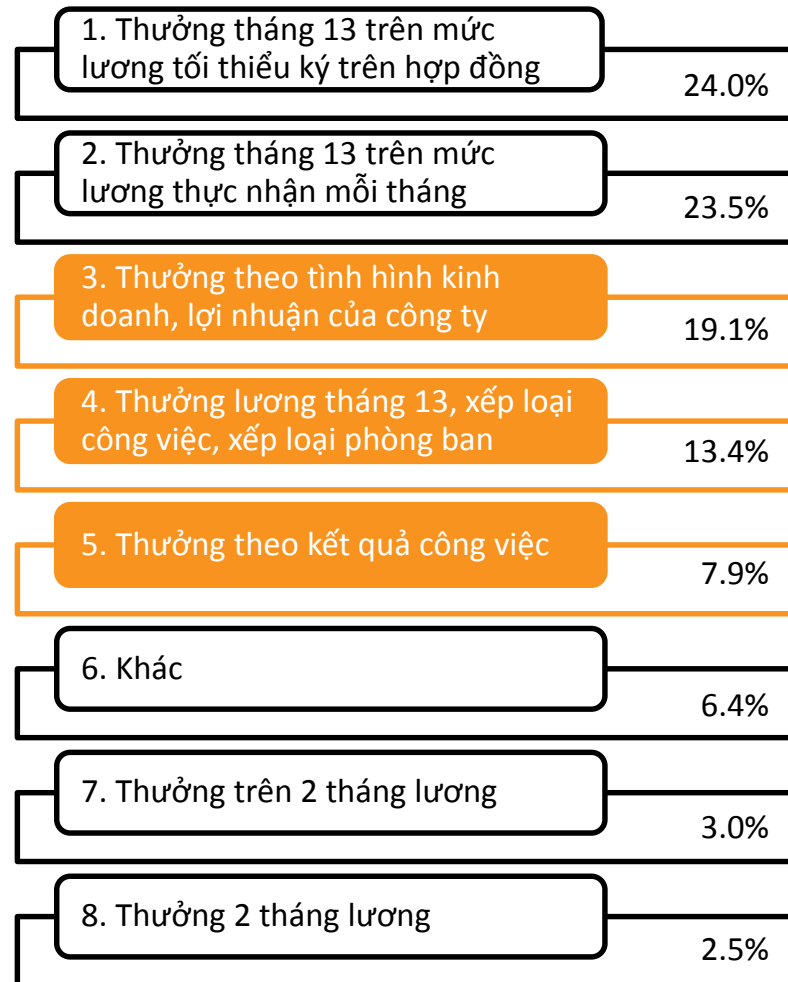 1. Thưởng tháng 13 trên mức
lương tối thiểu ký trên hợp đồng
24.0%
2. Thưởng tháng 13 trên mức
lương thực nhận mỗi tháng
23.5%
3. Thưởng theo tình hình kinh
doanh, lợi nhuận của công ty
19.1%
4. Thưởng lương tháng 13, xếp loại
công việc, xếp loại phòng ban
13.4%
5. Thưởng theo kết quả công việc
7.9%
6. Khác
6.4%
7. Thưởng trên 2 tháng lương
3.0%
8. Thưởng 2 tháng lương
2.5%